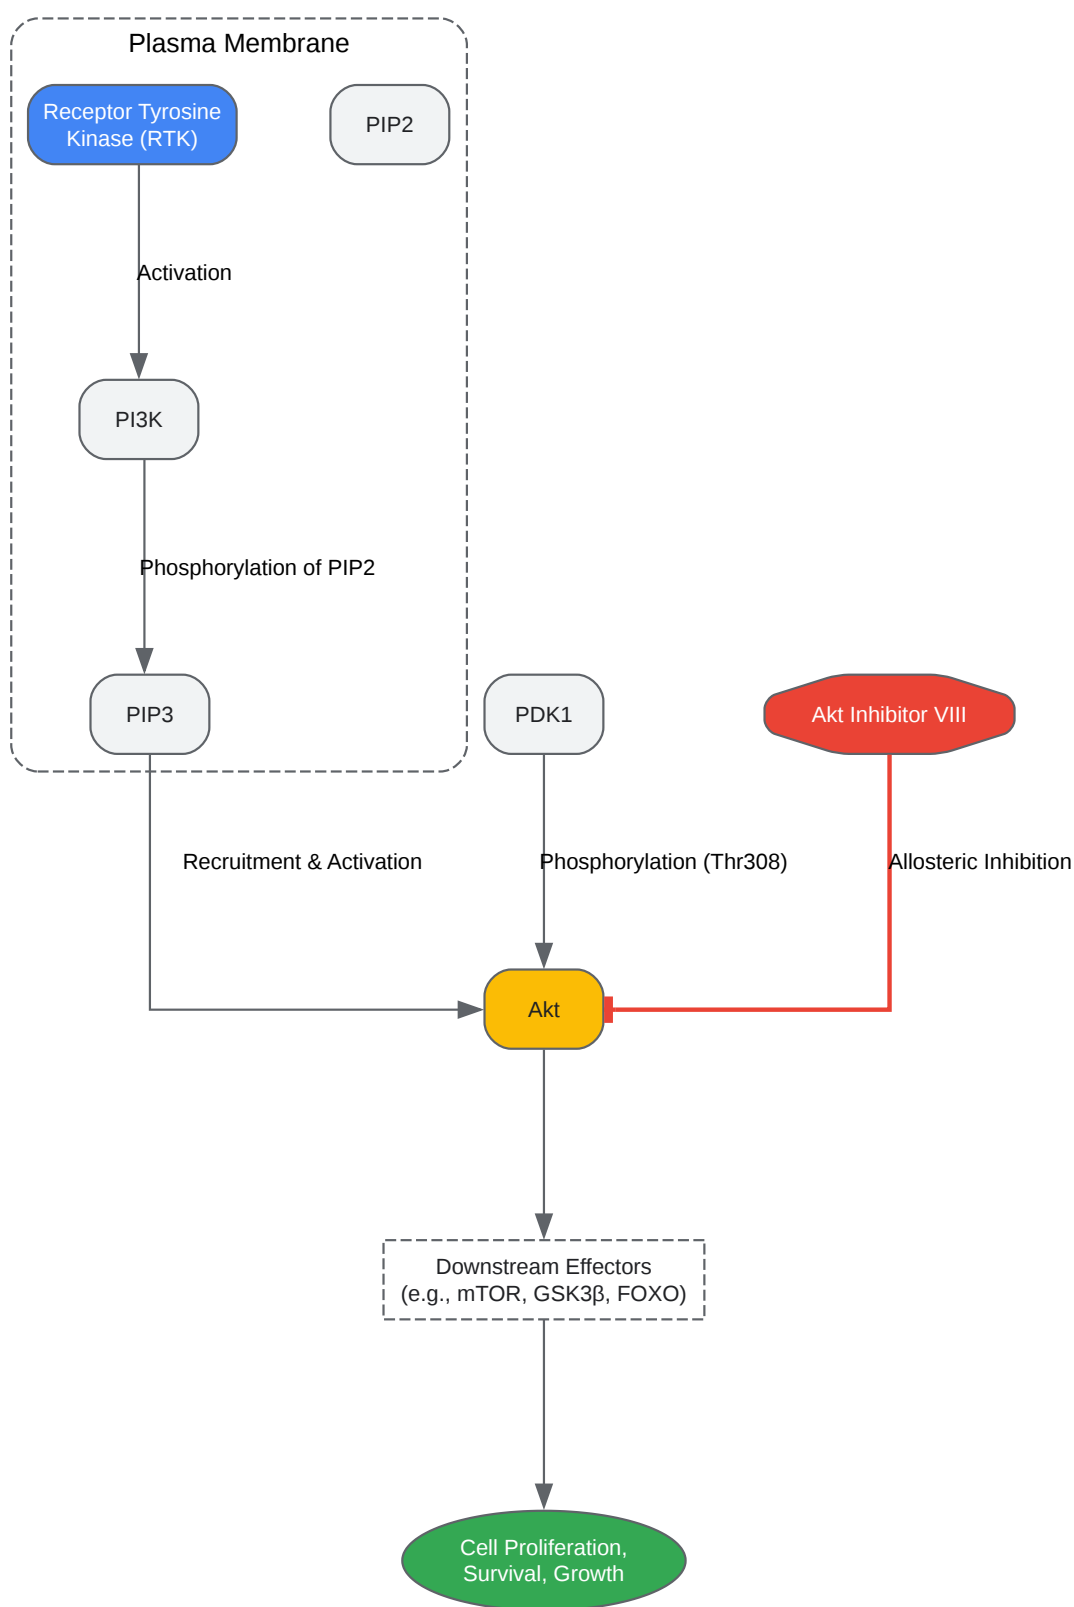 Plasma Membrane
Receptor Tyrosine
Kinase (RTK)
PIP2
Activation
PI3K
Phosphorylation of PIP2
PIP3
PDK1
Akt Inhibitor VIII
Recruitment & Activation
Phosphorylation (Thr308)
Allosteric Inhibition
Akt
Downstream Effectors
(e.g., mTOR, GSK3β, FOXO)
Cell Proliferation,
Survival, Growth